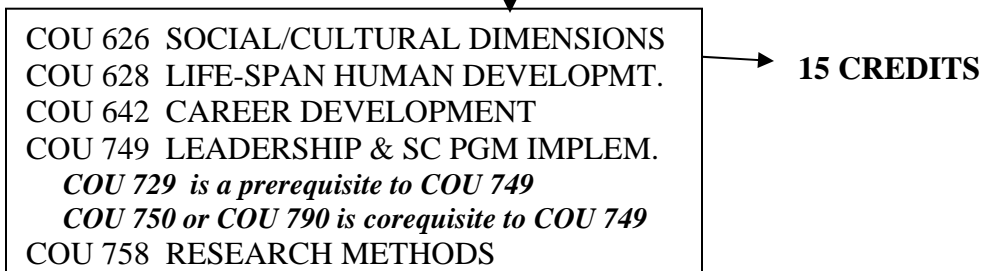 COU 626 SOCIAL/CULTURAL DIMENSIONS
COU 628 LIFE-SPAN HUMAN DEVELOPMT.
COU 642 CAREER DEVELOPMENT
COU 749 LEADERSHIP & SC PGM IMPLEM.
COU 729 is a prerequisite to COU 749
COU 750 or COU 790 is corequisite to COU 749
COU 758 RESEARCH METHODS
15 CREDITS